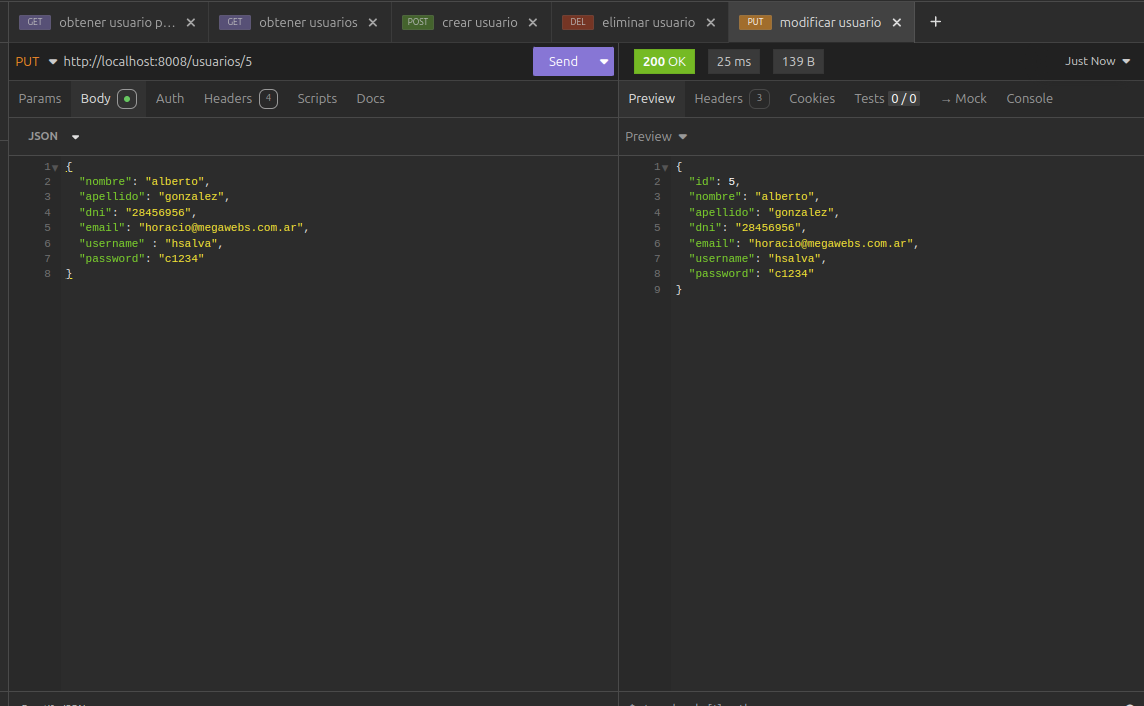 GET obtener usuario p... × GET obtener usuarios × POST crear usuario × DEL eliminar usuario × PUT modificar usuario × +
PUT http://localhost:8008/usuarios/5 Send
200 OK 25 ms 139 B Just Now
Params Body Auth Headers 4 Scripts Docs
Preview Headers 3 Cookies Tests 0 / 0 → Mock Console
JSON
Preview
1 {
2 "nombre": "alberto",
3 "apellido": "gonzalez",
4 "dni": "28456956",
5 "email": "horacio@megawebs.com.ar",
6 "username" : "hsalva",
7 "password": "c1234"
8 }
1 {
2 "id": 5,
3 "nombre": "alberto",
4 "apellido": "gonzalez",
5 "dni": "28456956",
6 "email": "horacio@megawebs.com.ar",
7 "username": "hsalva",
8 "password": "c1234"
9 }